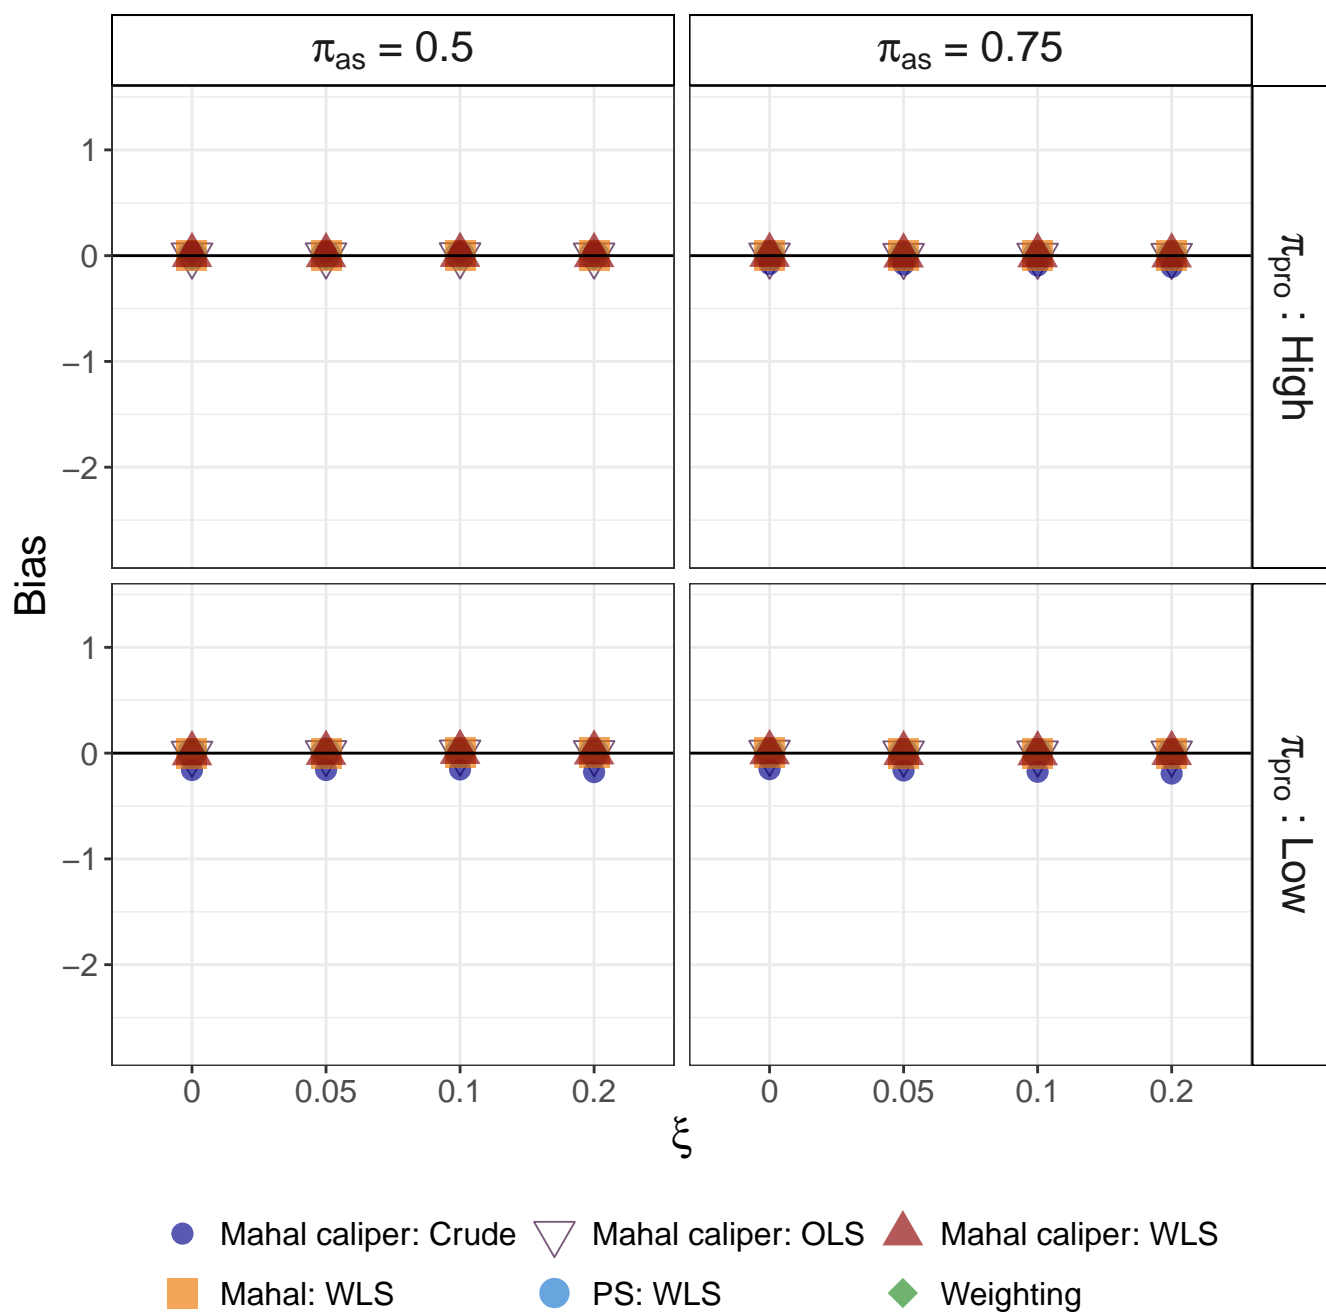 π_as = 0.5
π_as = 0.75
1
0
−1
−2
π_pro : High
1
0
−1
−2
π_pro : Low
Bias
0 0.05 0.1 0.2
0 0.05 0.1 0.2
ξ
Mahal caliper: Crude
Mahal caliper: OLS
Mahal caliper: WLS
Mahal: WLS
PS: WLS
Weighting